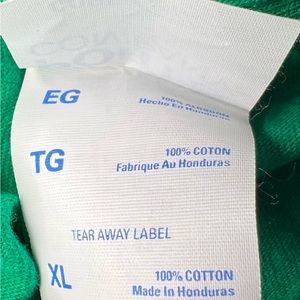 EG
100% ALGODON
Hecho En Honduras
TG
100% COTON
Fabrique Au Honduras
TEAR AWAY LABEL
XL
100% COTTON
Made In Honduras